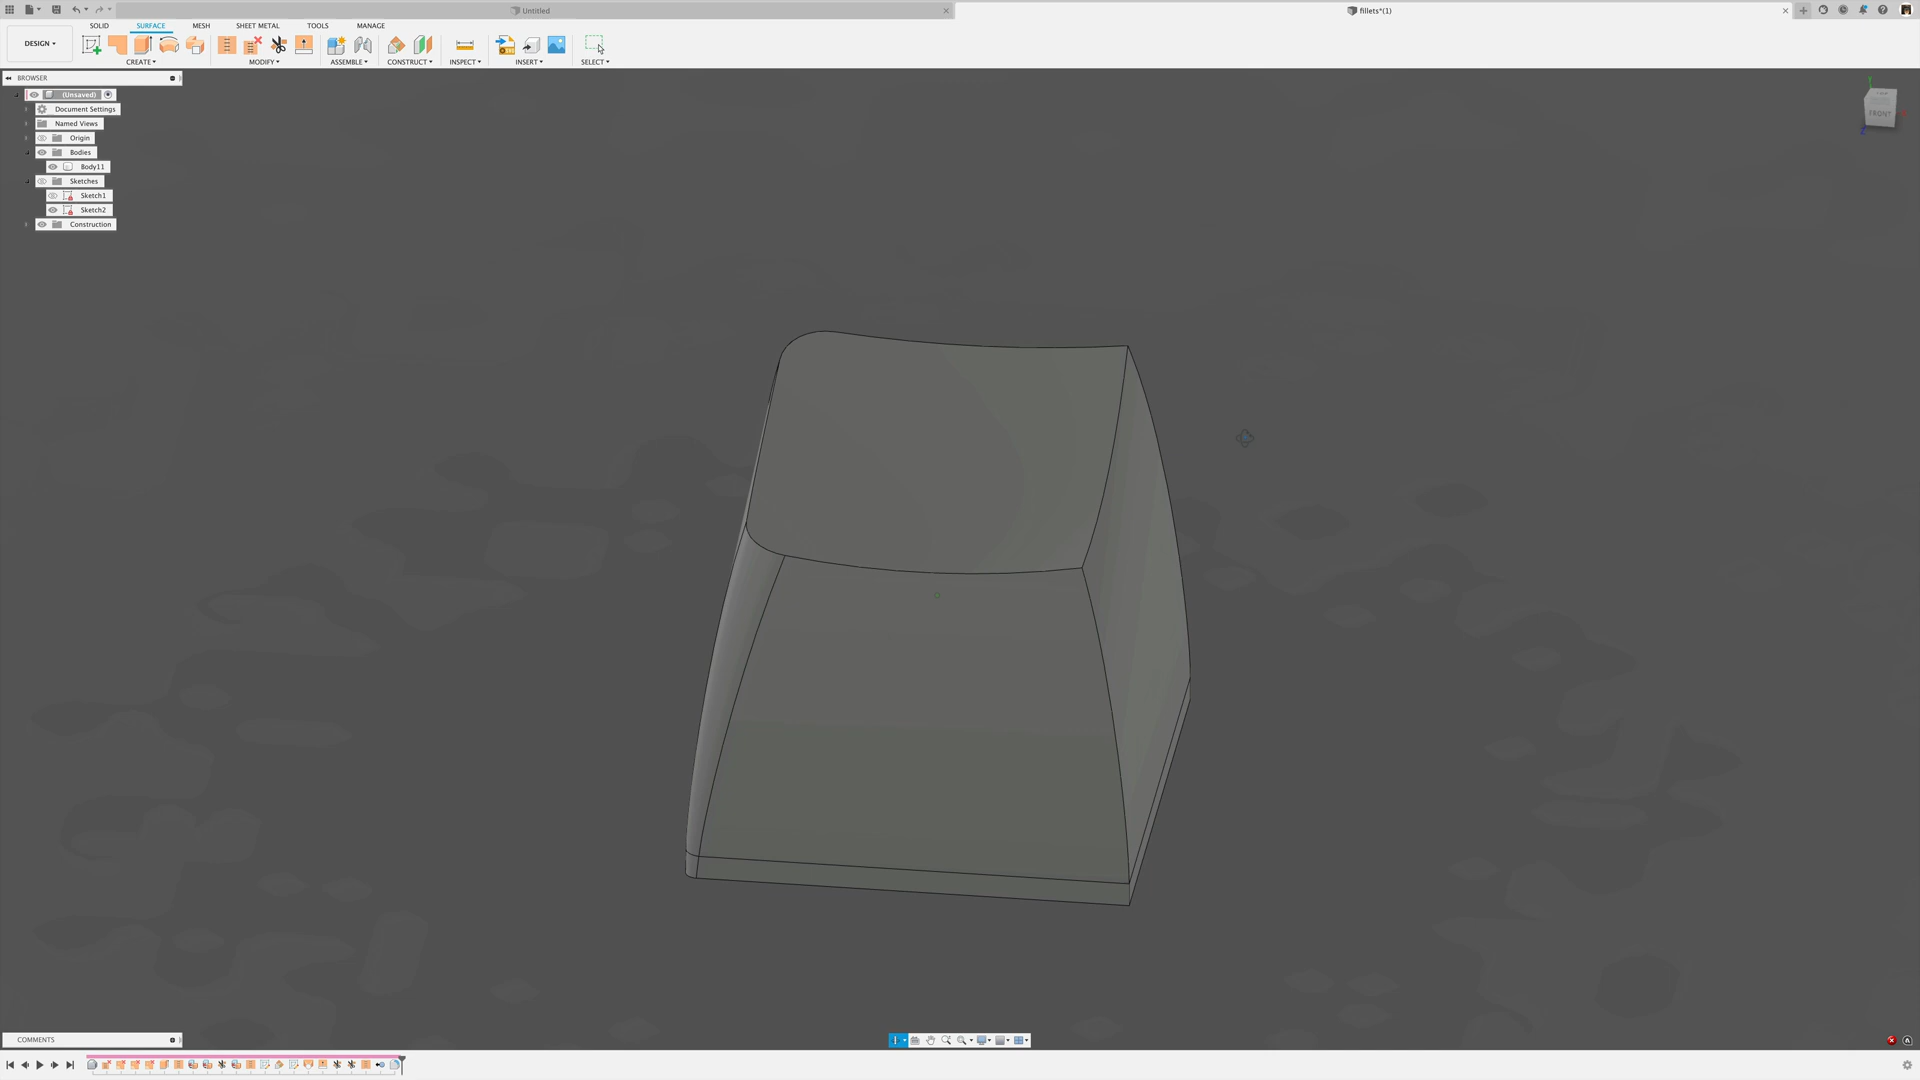 Untitled
fillets*(1)
SOLID SURFACE MESH SHEET METAL TOOLS MANAGE
DESIGN
CREATE MODIFY ASSEMBLE CONSTRUCT INSPECT INSERT SELECT
BROWSER
(Unsaved)
Document Settings
Named Views
Origin
Bodies
Body11
Sketches
Sketch1
Sketch2
Construction
FRONT
COMMENTS